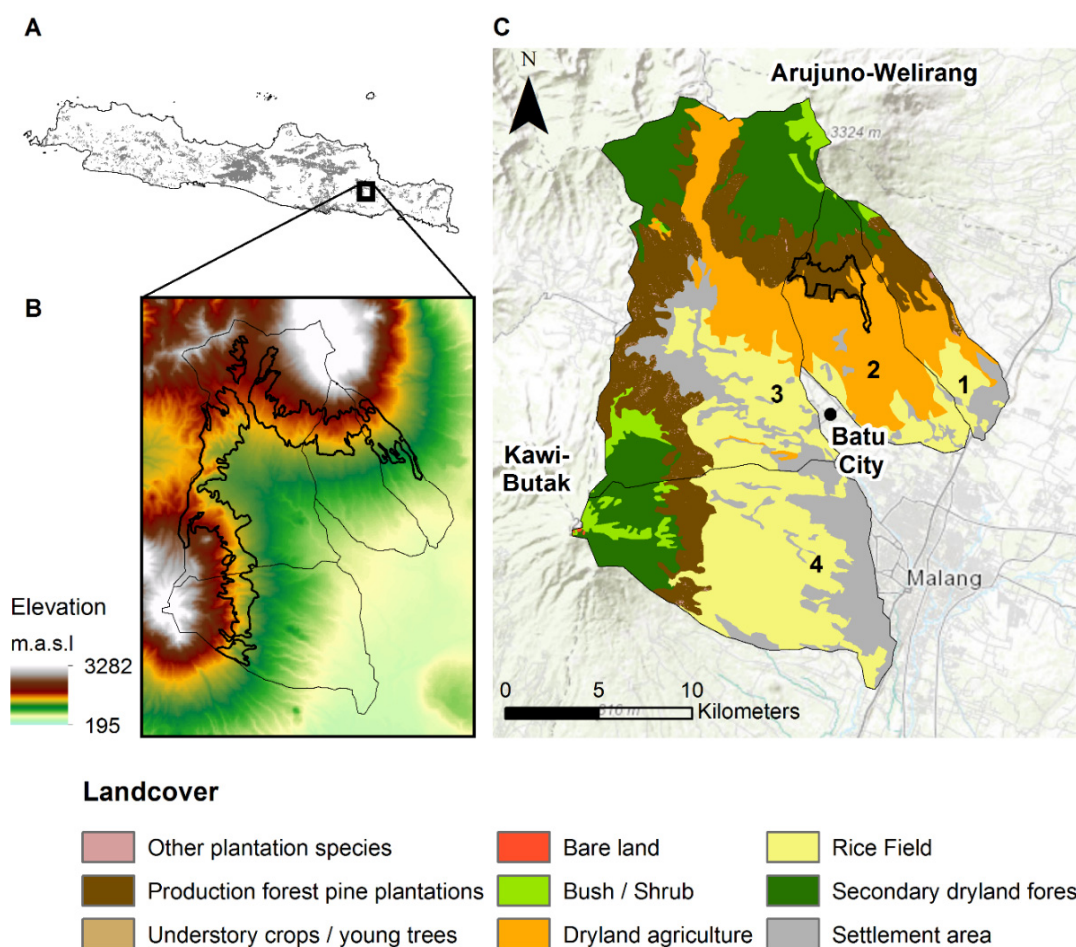 A
B
Elevation
m.a.s.l
3282
195
C
N
Arujuno-Welirang
3324 m
1
2
3
Batu
City
Kawi-
Butak
4
Malang
0 5 10
Kilometers
Landcover
Other plantation species
Production forest pine plantations
Understory crops / young trees
Bare land
Bush / Shrub
Dryland agriculture
Rice Field
Secondary dryland fores
Settlement area